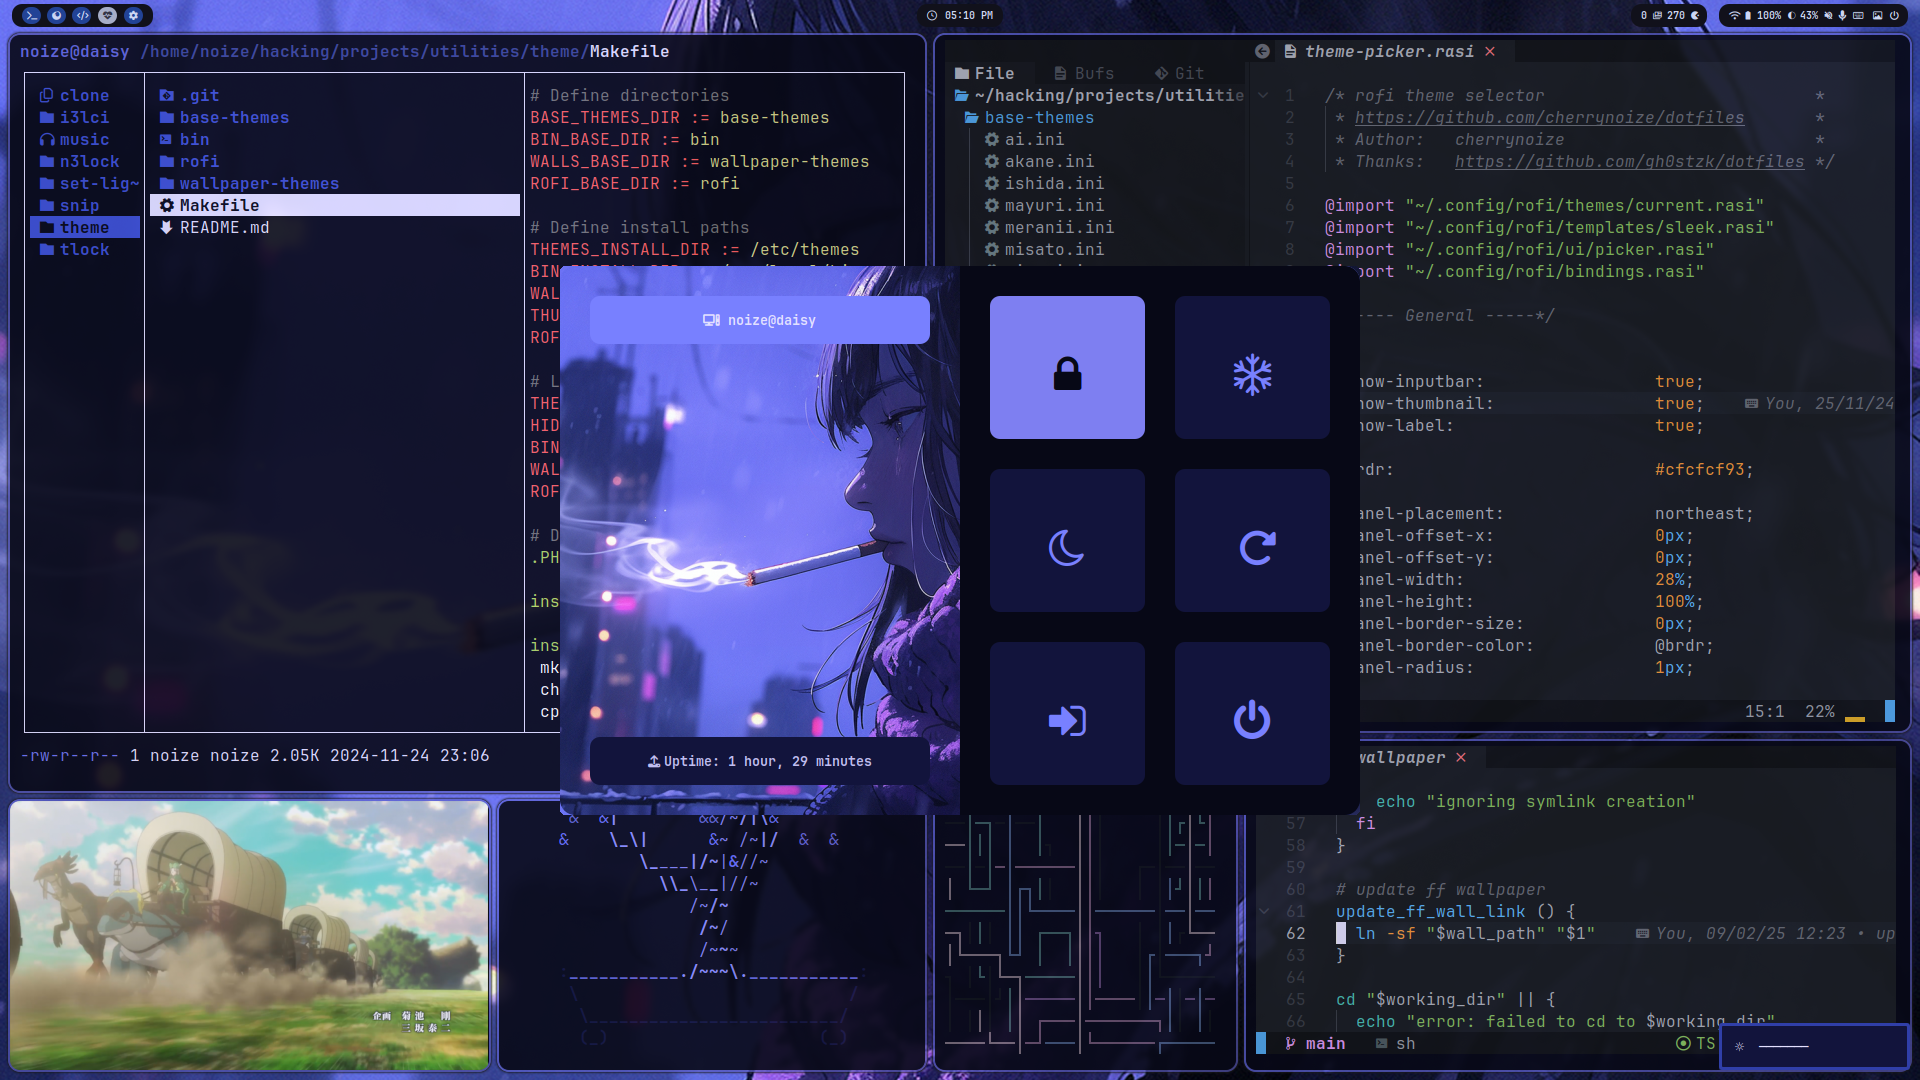 05:10 PM
0 270
100% 43%
noize@daisy /home/noize/hacking/projects/utilities/theme/Makefile
clone
i3lci
music
n3lock
set-lig~
snip
theme
tlock
.git
base-themes
bin
rofi
wallpaper-themes
Makefile
README.md
# Define directories
BASE_THEMES_DIR := base-themes
BIN_BASE_DIR := bin
WALLS_BASE_DIR := wallpaper-themes
ROFI_BASE_DIR := rofi
# Define install paths
THEMES_INSTALL_DIR := /etc/themes
BIN
WAL
THU
ROF
# L
THE
HID
BIN
WAL
ROF
# D
.PH
ins
ins
mk
ch
cp
-rw-r--r-- 1 noize noize 2.05K 2024-11-24 23:06
theme-picker.rasi
File Bufs Git
~/hacking/projects/utilitie
base-themes
ai.ini
akane.ini
ishida.ini
mayuri.ini
meranii.ini
misato.ini
1 /* rofi theme selector *
2 * https://github.com/cherrynoize/dotfiles *
3 * Author: cherrynoize *
4 * Thanks: https://github.com/gh0stzk/dotfiles */
5
6 @import "~/.config/rofi/themes/current.rasi"
7 @import "~/.config/rofi/templates/sleek.rasi"
8 @import "~/.config/rofi/ui/picker.rasi"
import "~/.config/rofi/bindings.rasi"
---- General -----*/
ow-inputbar: true;
ow-thumbnail: true; You, 25/11/24
ow-label: true;
rdr: #cfcfcf93;
anel-placement: northeast;
anel-offset-x: 0px;
anel-offset-y: 0px;
anel-width: 28%;
anel-height: 100%;
anel-border-size: 0px;
anel-border-color: @brdr;
anel-radius: 1px;
15:1 22%
noize@daisy
Uptime: 1 hour, 29 minutes
企画 菊池 剛
三坂泰二
wallpaper
echo "ignoring symlink creation"
57 fi
58 }
59
60 # update ff wallpaper
61 update_ff_wall_link () {
62 ln -sf "$wall_path" "$1" You, 09/02/25 12:23 • up
63 }
64
65 cd "$working_dir" || {
66 echo "error: failed to cd to $working_dir"
main sh TS